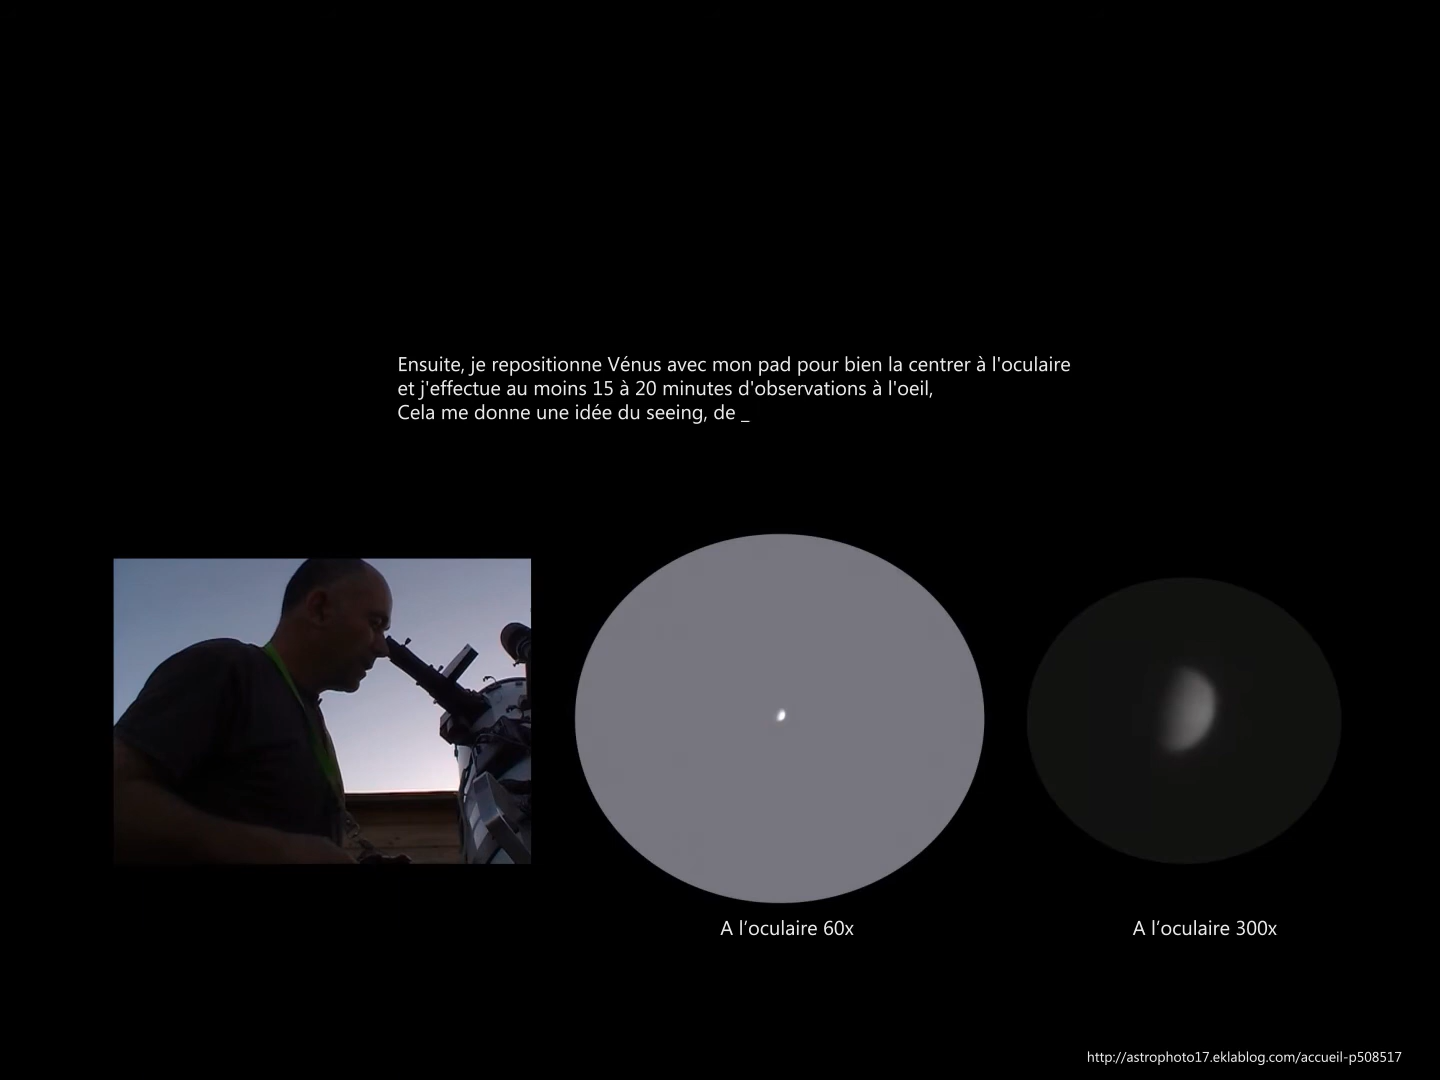 Ensuite, je repositionne Vénus avec mon pad pour bien la centrer à l'oculaire
et j'effectue au moins 15 à 20 minutes d'observations à l'oeil,
Cela me donne une idée du seeing, de _
A l’oculaire 60x
A l’oculaire 300x
http://astrophoto17.eklablog.com/accueil-p508517